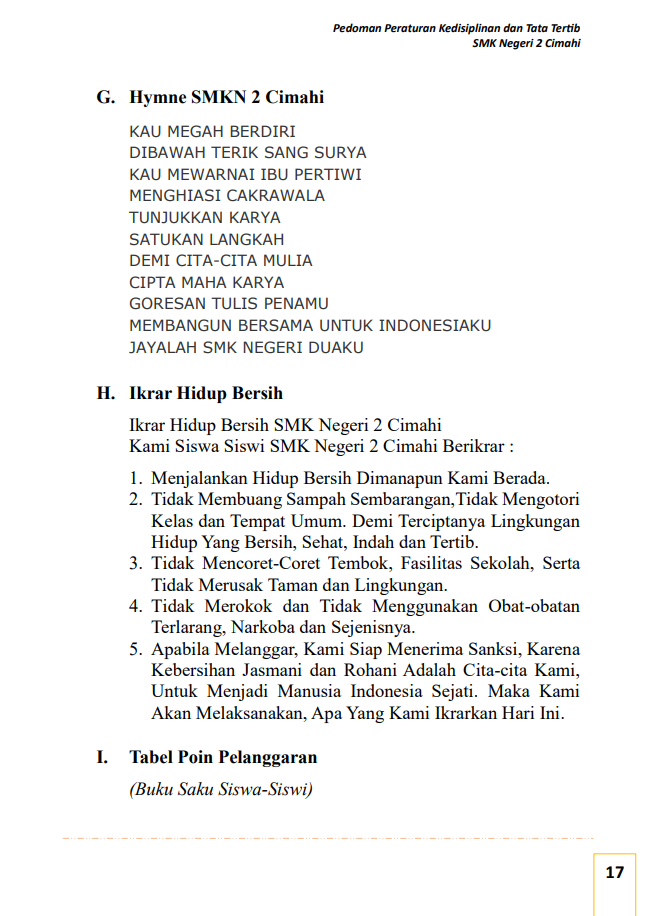 Pedoman Peraturan Kedisiplinan dan Tata Tertib
SMK Negeri 2 Cimahi
G. Hymne SMKN 2 Cimahi
KAU MEGAH BERDIRI
DIBAWAH TERIK SANG SURYA
KAU MEWARNAI IBU PERTIWI
MENGHIASI CAKRAWALA
TUNJUKKAN KARYA
SATUKAN LANGKAH
DEMI CITA-CITA MULIA
CIPTA MAHA KARYA
GORESAN TULIS PENAMU
MEMBANGUN BERSAMA UNTUK INDONESIAKU
JAYALAH SMK NEGERI DUAKU
H. Ikrar Hidup Bersih
Ikrar Hidup Bersih SMK Negeri 2 Cimahi
Kami Siswa Siswi SMK Negeri 2 Cimahi Berikrar :
1. Menjalankan Hidup Bersih Dimanapun Kami Berada.
2. Tidak Membuang Sampah Sembarangan,Tidak Mengotori
Kelas dan Tempat Umum. Demi Terciptanya Lingkungan
Hidup Yang Bersih, Sehat, Indah dan Tertib.
3. Tidak Mencoret-Coret Tembok, Fasilitas Sekolah, Serta
Tidak Merusak Taman dan Lingkungan.
4. Tidak Merokok dan Tidak Menggunakan Obat-obatan
Terlarang, Narkoba dan Sejenisnya.
5. Apabila Melanggar, Kami Siap Menerima Sanksi, Karena
Kebersihan Jasmani dan Rohani Adalah Cita-cita Kami,
Untuk Menjadi Manusia Indonesia Sejati. Maka Kami
Akan Melaksanakan, Apa Yang Kami Ikrarkan Hari Ini.
I. Tabel Poin Pelanggaran
(Buku Saku Siswa-Siswi)
17